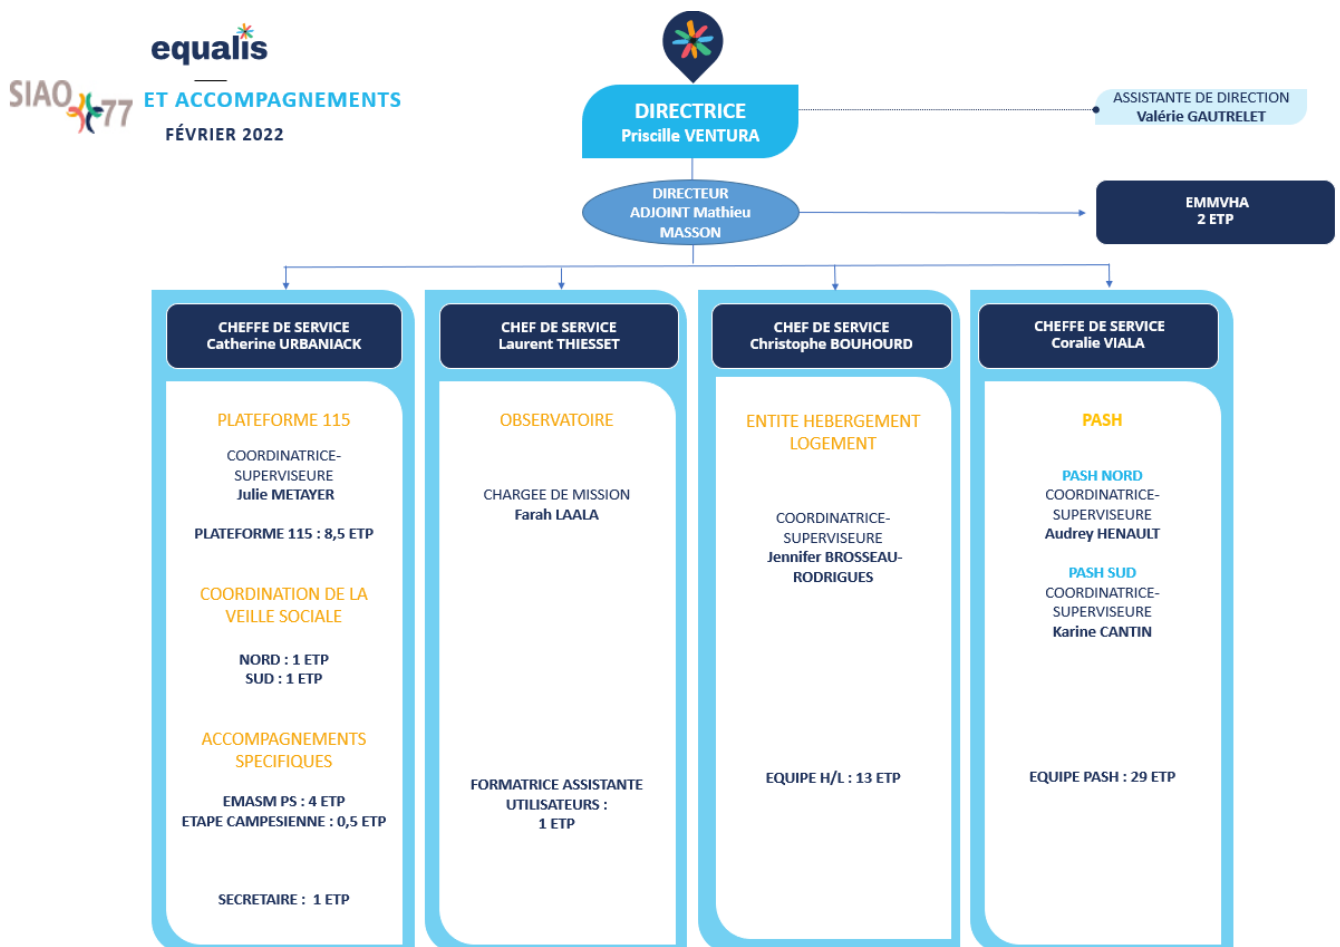 equalis
SIAO 77
ET ACCOMPAGNEMENTS
FÉVRIER 2022
DIRECTRICE
Priscille VENTURA
ASSISTANTE DE DIRECTION
Valérie GAUTRELET
DIRECTEUR
ADJOINT Mathieu
MASSON
EMMVHA
2 ETP
CHEFFE DE SERVICE
Catherine URBANIACK
PLATEFORME 115
COORDINATRICE-
SUPERVISEURE
Julie METAYER
PLATEFORME 115 : 8,5 ETP
COORDINATION DE LA
VEILLE SOCIALE
NORD : 1 ETP
SUD : 1 ETP
ACCOMPAGNEMENTS
SPECIFIQUES
EMASM PS : 4 ETP
ETAPE CAMPESIENNE : 0,5 ETP
SECRETAIRE : 1 ETP
CHEF DE SERVICE
Laurent THIESSET
OBSERVATOIRE
CHARGEE DE MISSION
Farah LAALA
FORMATRICE ASSISTANTE
UTILISATEURS :
1 ETP
CHEF DE SERVICE
Christophe BOUHOURD
ENTITE HEBERGEMENT
LOGEMENT
COORDINATRICE-
SUPERVISEURE
Jennifer BROSSEAU-
RODRIGUES
EQUIPE H/L : 13 ETP
CHEFFE DE SERVICE
Coralie VIALA
PASH
PASH NORD
COORDINATRICE-
SUPERVISEURE
Audrey HENAULT
PASH SUD
COORDINATRICE-
SUPERVISEURE
Karine CANTIN
EQUIPE PASH : 29 ETP